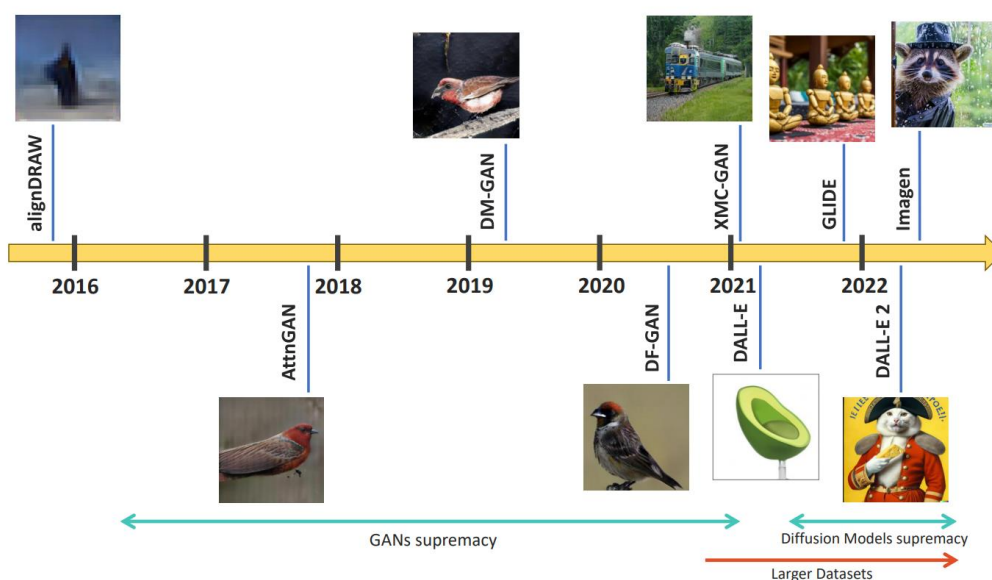 alignDRAW
DM-GAN
XMC-GAN
GLIDE
Imagen
2016
2017
2018
2019
2020
2021
2022
AttnGAN
DF-GAN
DALL-E
DALL-E 2
GANs supremacy
Diffusion Models supremacy
Larger Datasets